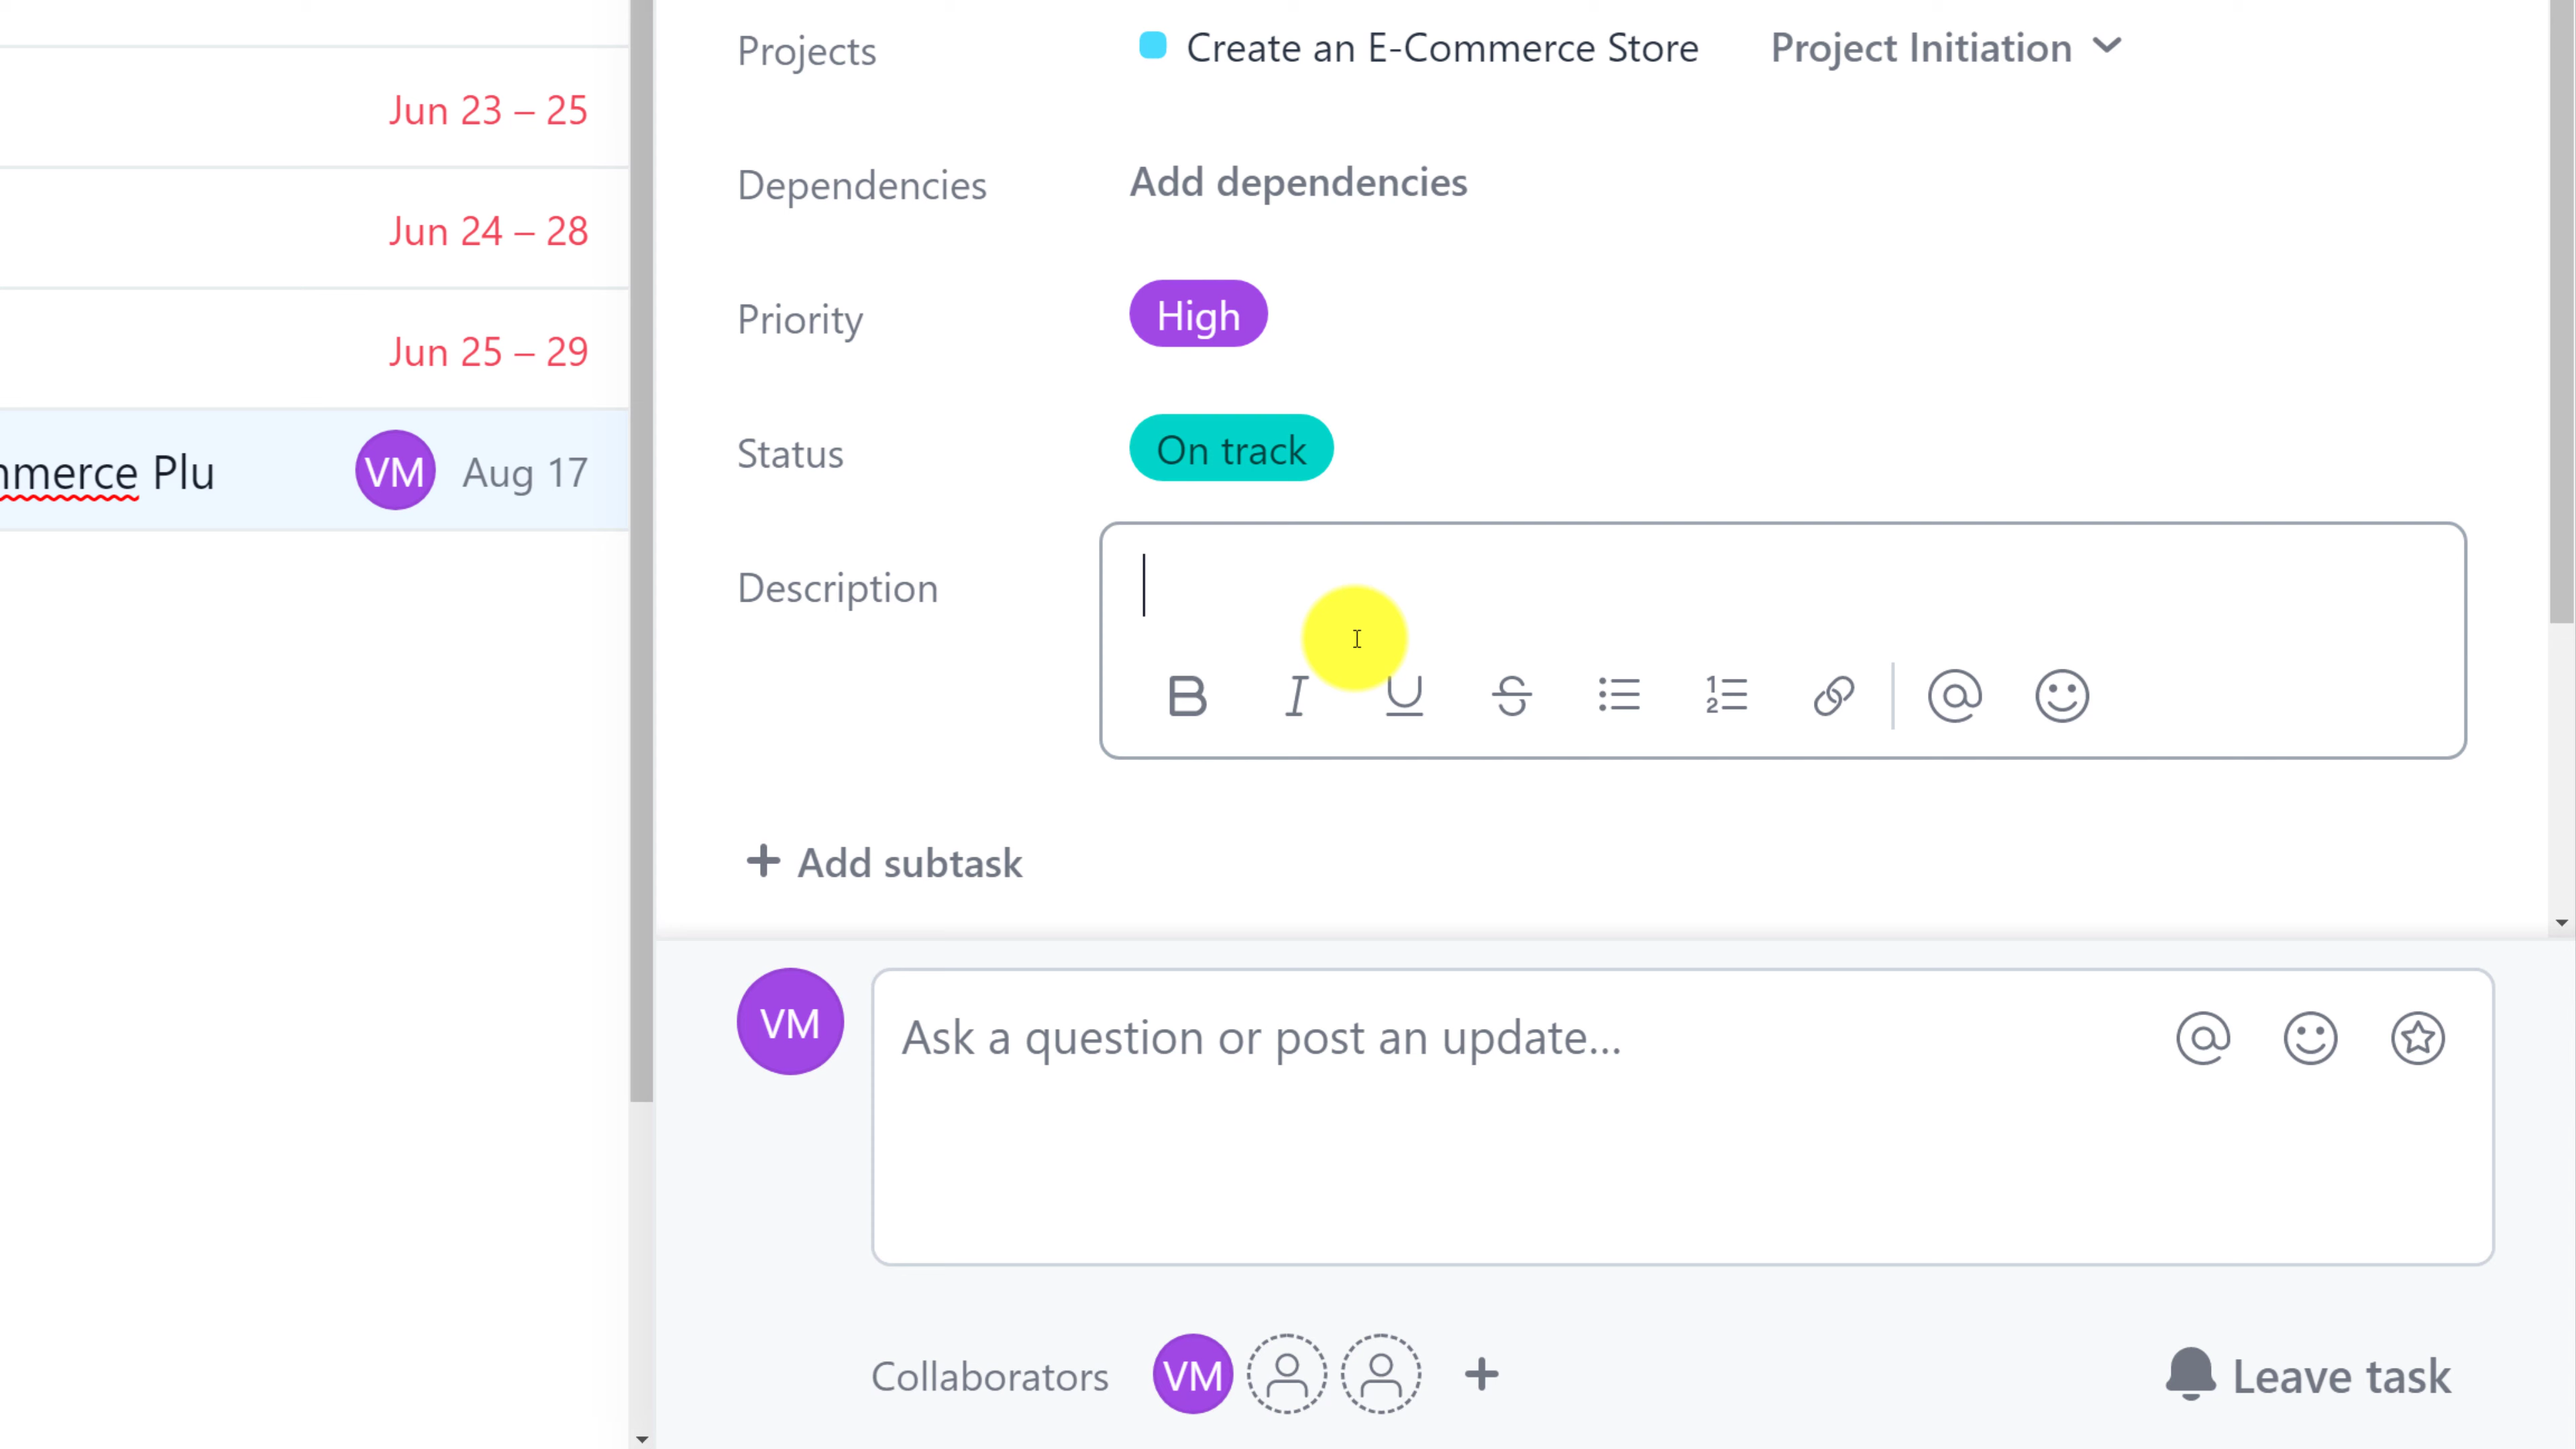 Jun 23 – 25
Jun 24 – 28
Jun 25 – 29
mmerce Plu VM Aug 17
Projects Create an E-Commerce Store Project Initiation
Dependencies Add dependencies
Priority High
Status On track
Description
B I U S @
+ Add subtask
VM Ask a question or post an update... @
Collaborators VM + Leave task